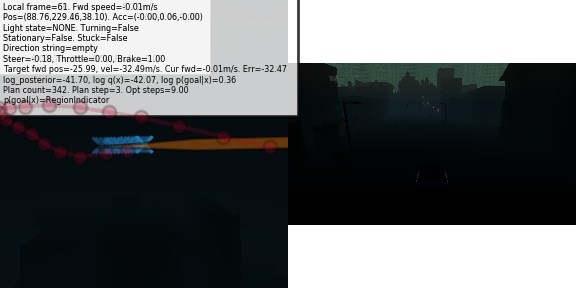 Local frame=61. Fwd speed=-0.01m/s
Pos=(88.76,229.46,38.10). Acc=(-0.00,0.06,-0.00)
Light state=NONE. Turning=False
Stationary=False. Stuck=False
Direction string=empty
Steer=-0.18, Throttle:0.00, Brake:1.00
Target fwd pos=-25.99, vel=-32.49m/s. Cur fwd=-0.01m/s. Err=-32.47
log_posterior=-41.70, log q(x)=-42.07, log p(goal|x)=0.36
Plan count=342. Plan step=3. Opt steps=9.00
p(goal|x)=RegionIndicator